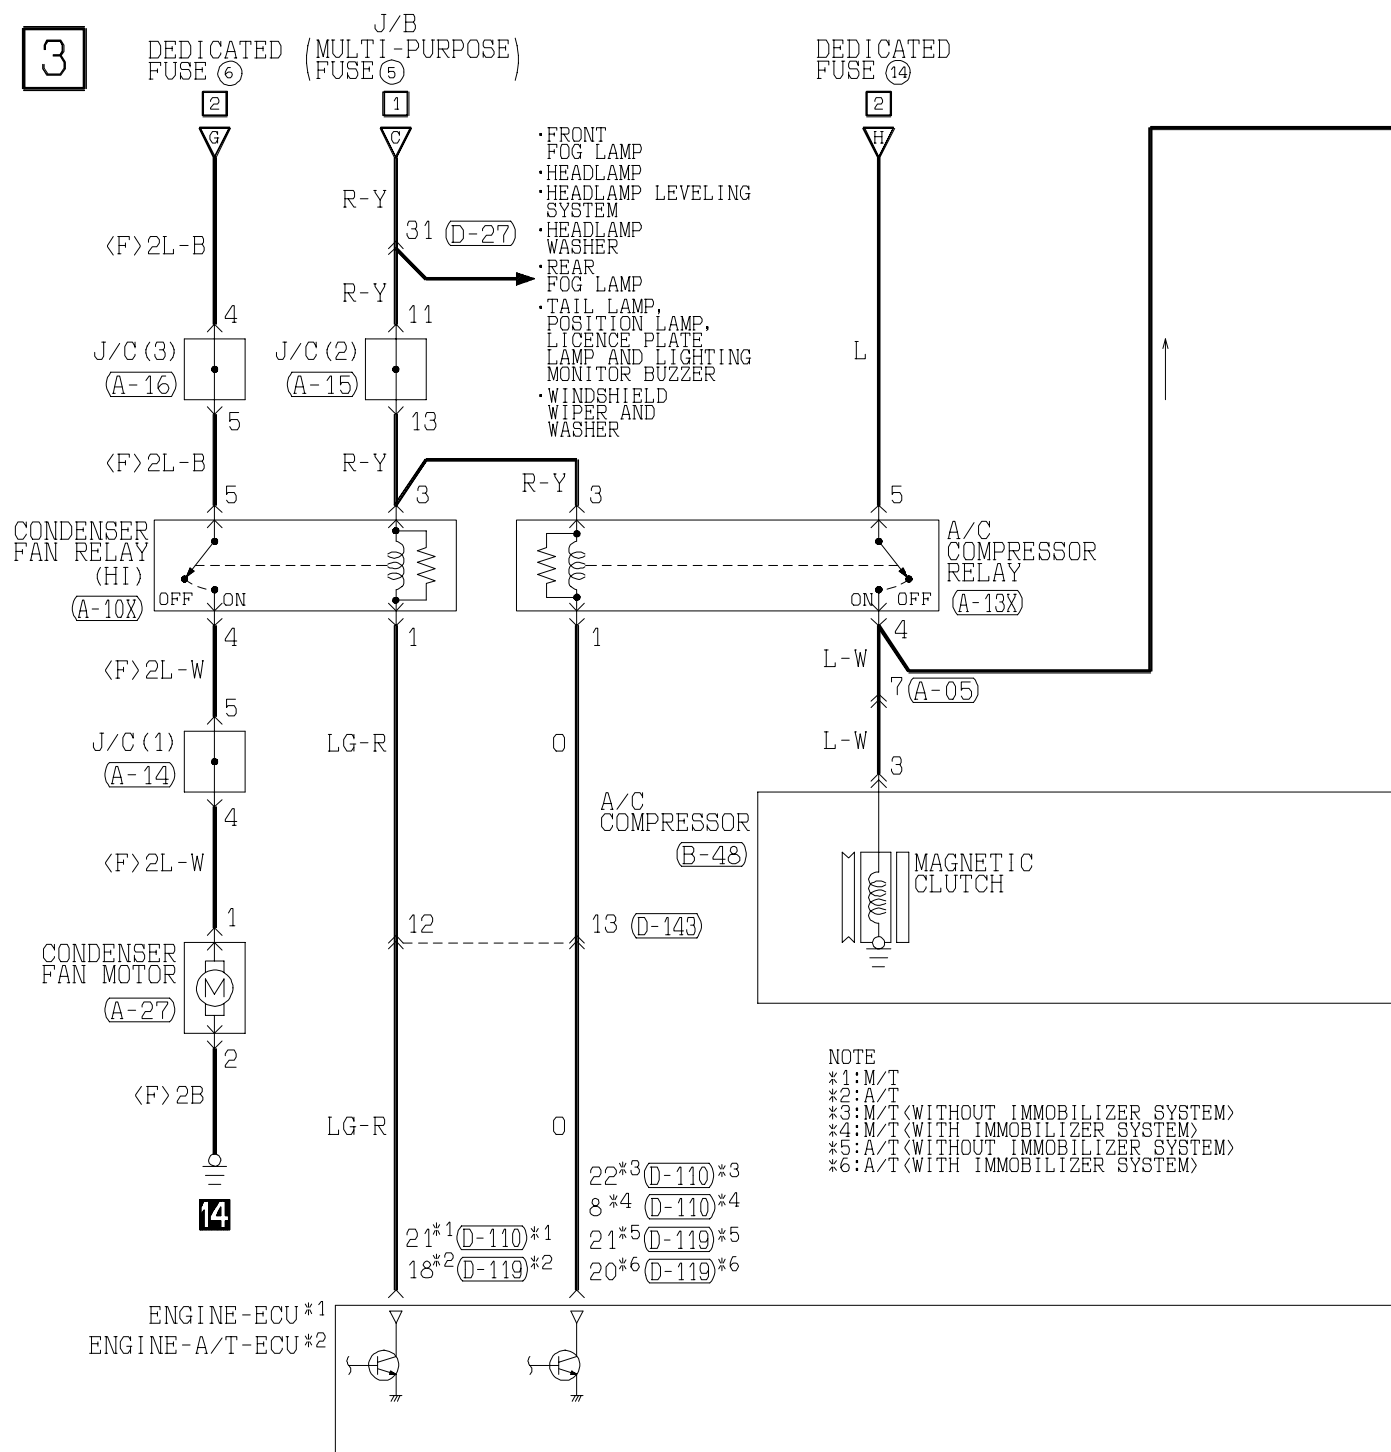 3
DEDICATED
FUSE 6
2
G
J/B
(MULTI-PURPOSE)
(FUSE 5)
1
C
DEDICATED
FUSE 14
2
H
·FRONT
FOG LAMP
·HEADLAMP
·HEADLAMP LEVELING
SYSTEM
·HEADLAMP
WASHER
·REAR
FOG LAMP
·TAIL LAMP,
POSITION LAMP,
LICENCE PLATE
LAMP AND LIGHTING
MONITOR BUZZER
·WINDSHIELD
WIPER AND
WASHER
R-Y
31 (D-27)
<F>2L-B
R-Y
4
11
J/C(3)
(A-16)
J/C(2)
(A-15)
L
5
13
<F>2L-B
R-Y
R-Y
5
3
3
5
CONDENSER
FAN RELAY
(HI)
(A-10X)
OFF
ON
A/C
COMPRESSOR
RELAY
(A-13X)
ON
OFF
4
1
1
4
<F>2L-W
L-W
7 (A-05)
5
J/C(1)
(A-14)
LG-R
O
L-W
3
4
A/C
COMPRESSOR
(B-48)
<F>2L-W
MAGNETIC
CLUTCH
1
12
13 (D-143)
CONDENSER
FAN MOTOR
(A-27)
M
2
<F>2B
LG-R
O
NOTE
*1:M/T
*2:A/T
*3:M/T<WITHOUT IMMOBILIZER SYSTEM>
*4:M/T<WITH IMMOBILIZER SYSTEM>
*5:A/T<WITHOUT IMMOBILIZER SYSTEM>
*6:A/T<WITH IMMOBILIZER SYSTEM>
14
22*3(D-110)*3
8*4 (D-110)*4
21*5(D-119)*5
20*6(D-119)*6
21*1(D-110)*1
18*2(D-119)*2
ENGINE-ECU*1
ENGINE-A/T-ECU*2